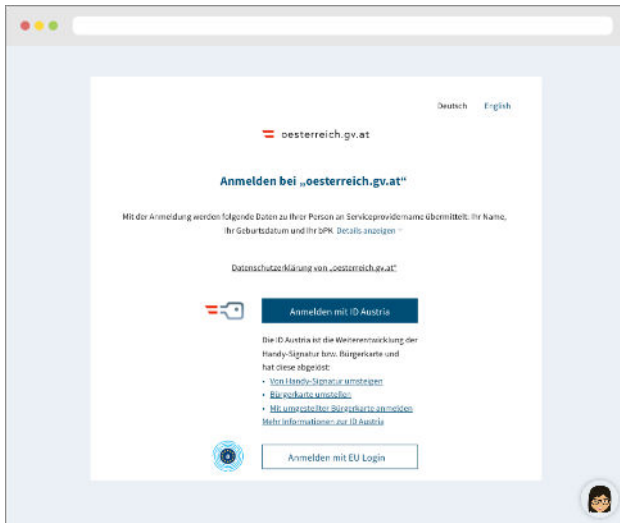 Deutsch English
oesterreich.gv.at
Anmelden bei „oesterreich.gv.at“
Mit der Anmeldung werden folgende Daten zu Ihrer Person an Serviceprovidername übermittelt: Ihr Name,
Ihr Geburtsdatum und Ihr bPK Details anzeigen
Datenschutzerklärung von „oesterreich.gv.at“
Anmelden mit ID Austria
Die ID Austria ist die Weiterentwicklung der
Handy-Signatur bzw. Bürgerkarte und
hat diese abgelöst:
• Von Handy-Signatur umsteigen
• Bürgerkarte umstellen
• Mit umgestellter Bürgerkarte anmelden
Mehr Informationen zur ID Austria
Anmelden mit EU Login